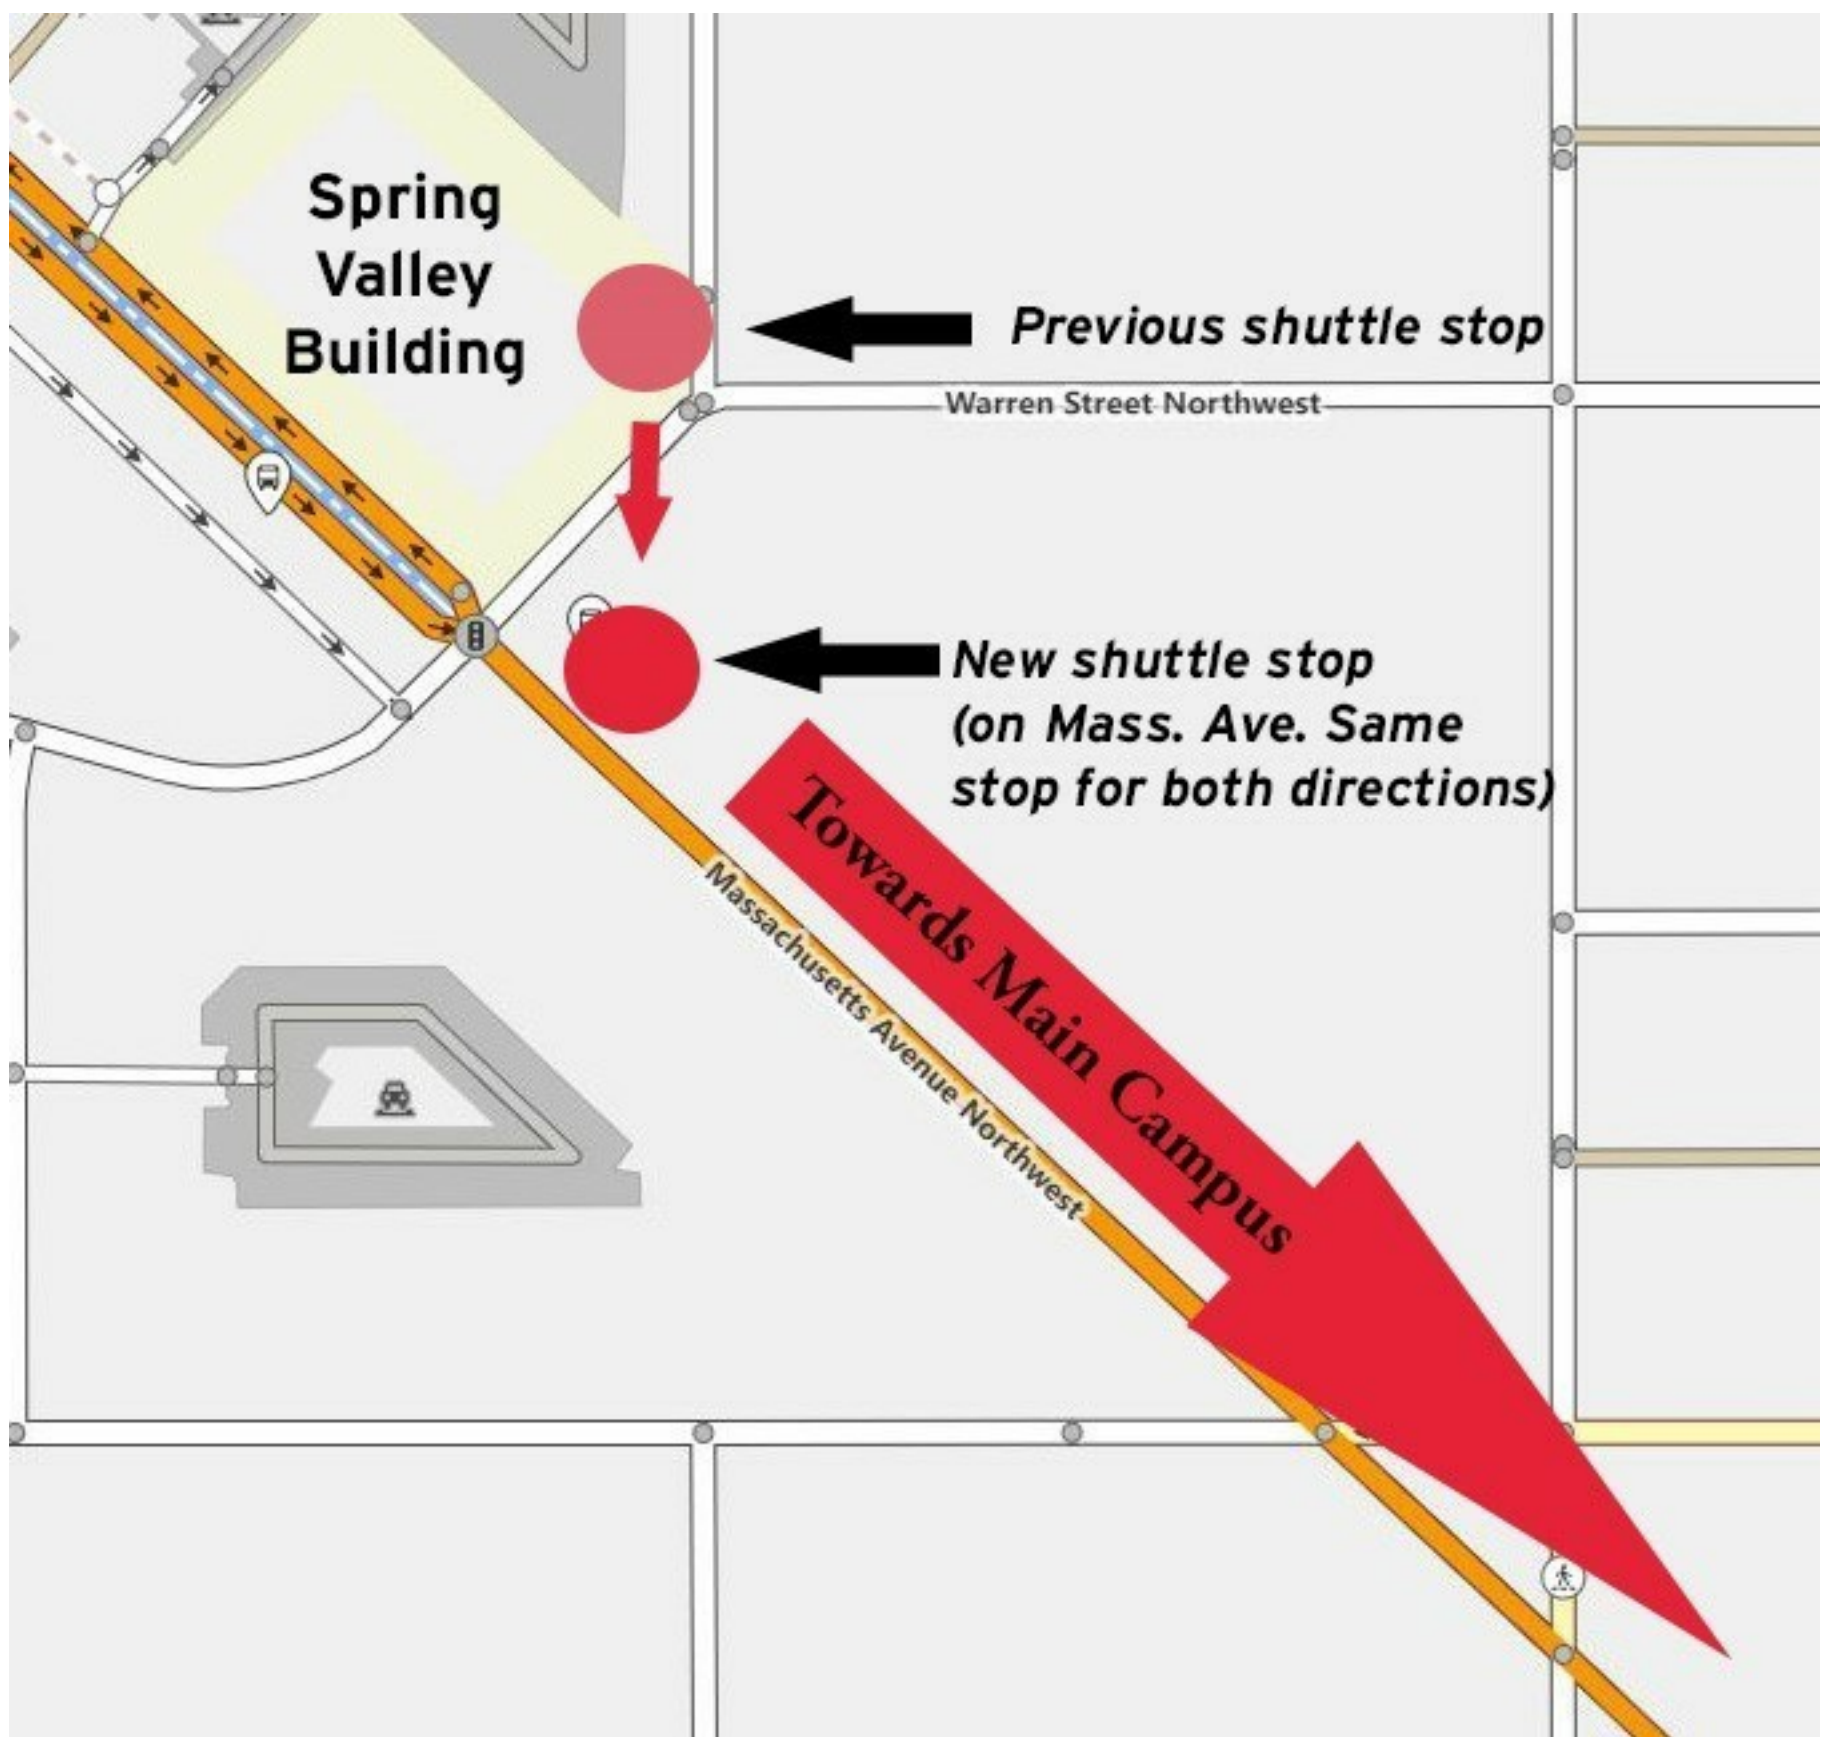 Spring
Valley
Building
Previous shuttle stop
Warren Street Northwest
New shuttle stop
(on Mass. Ave. Same
stop for both directions)
Towards Main Campus
Massachusetts Avenue Northwest